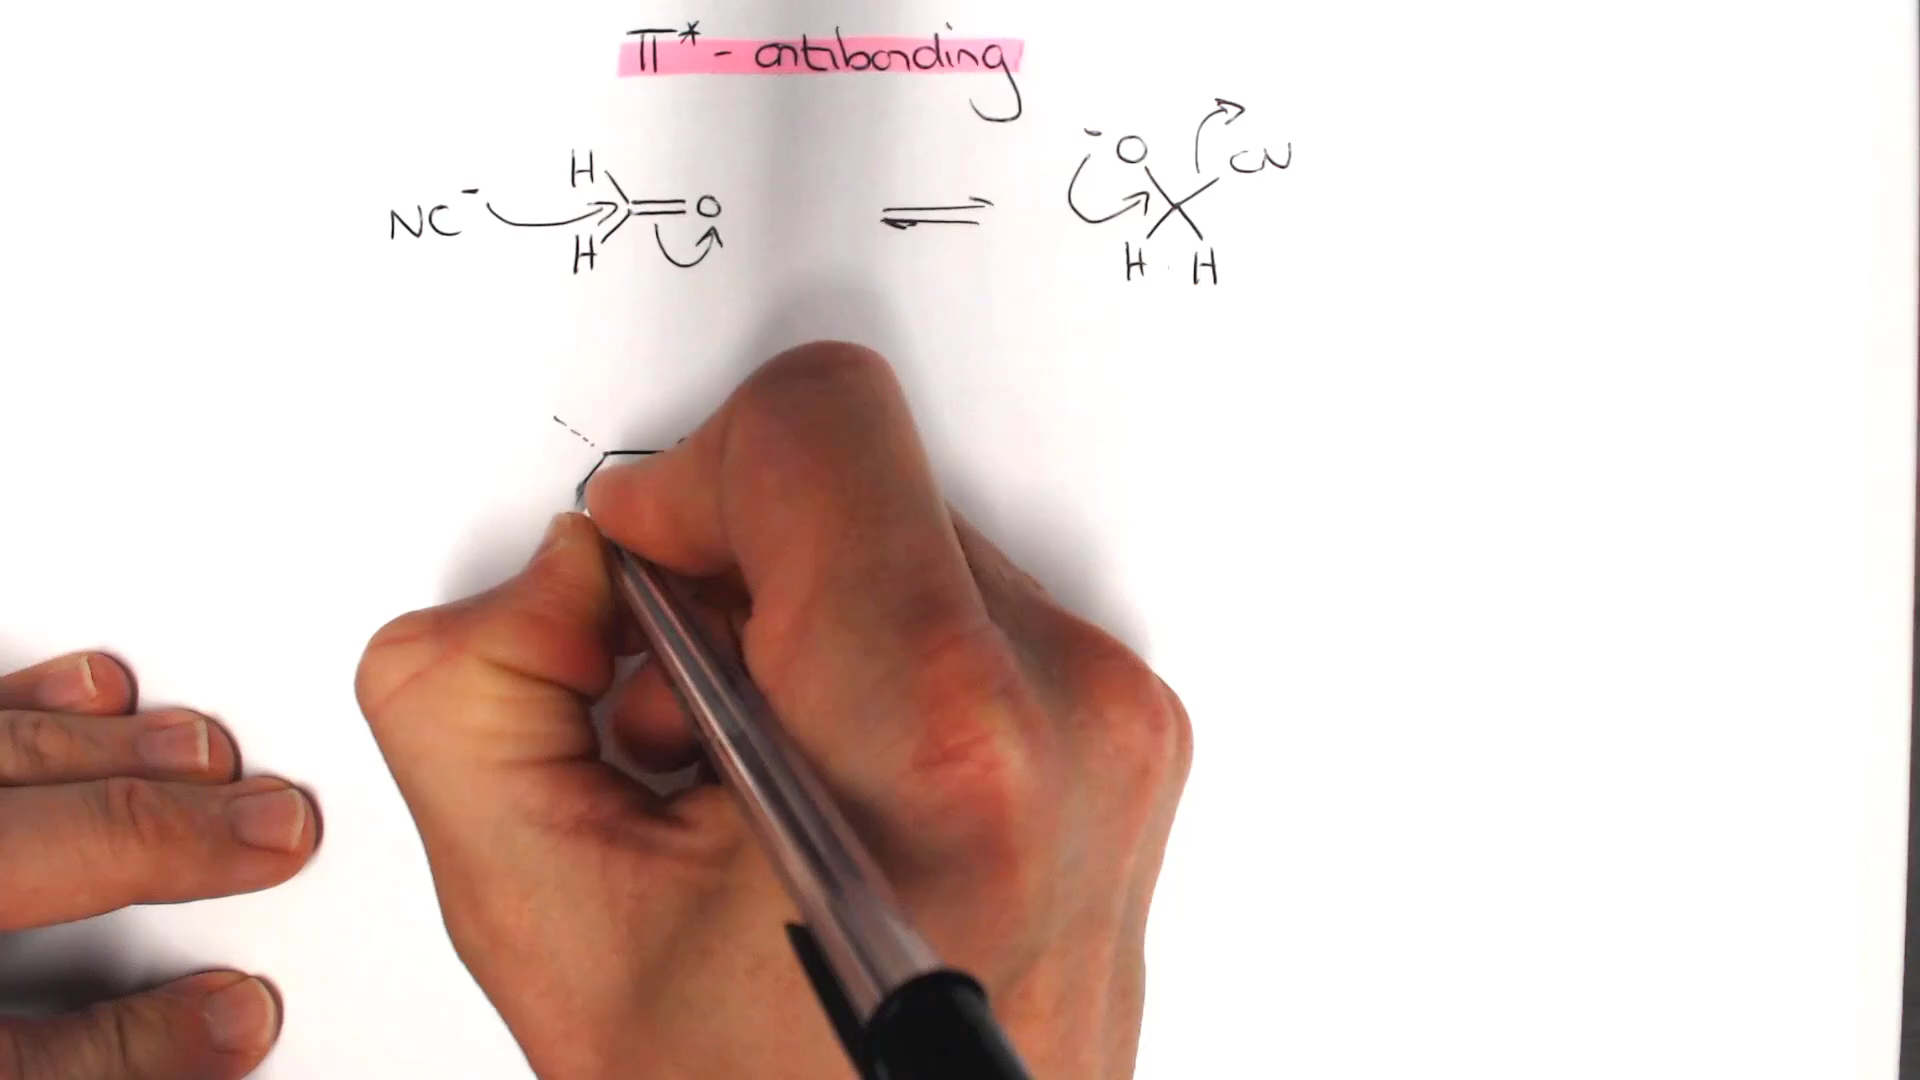 π* - antibonding
H
NC⁻
=O
H
⇌
⁻O
CN
H
H